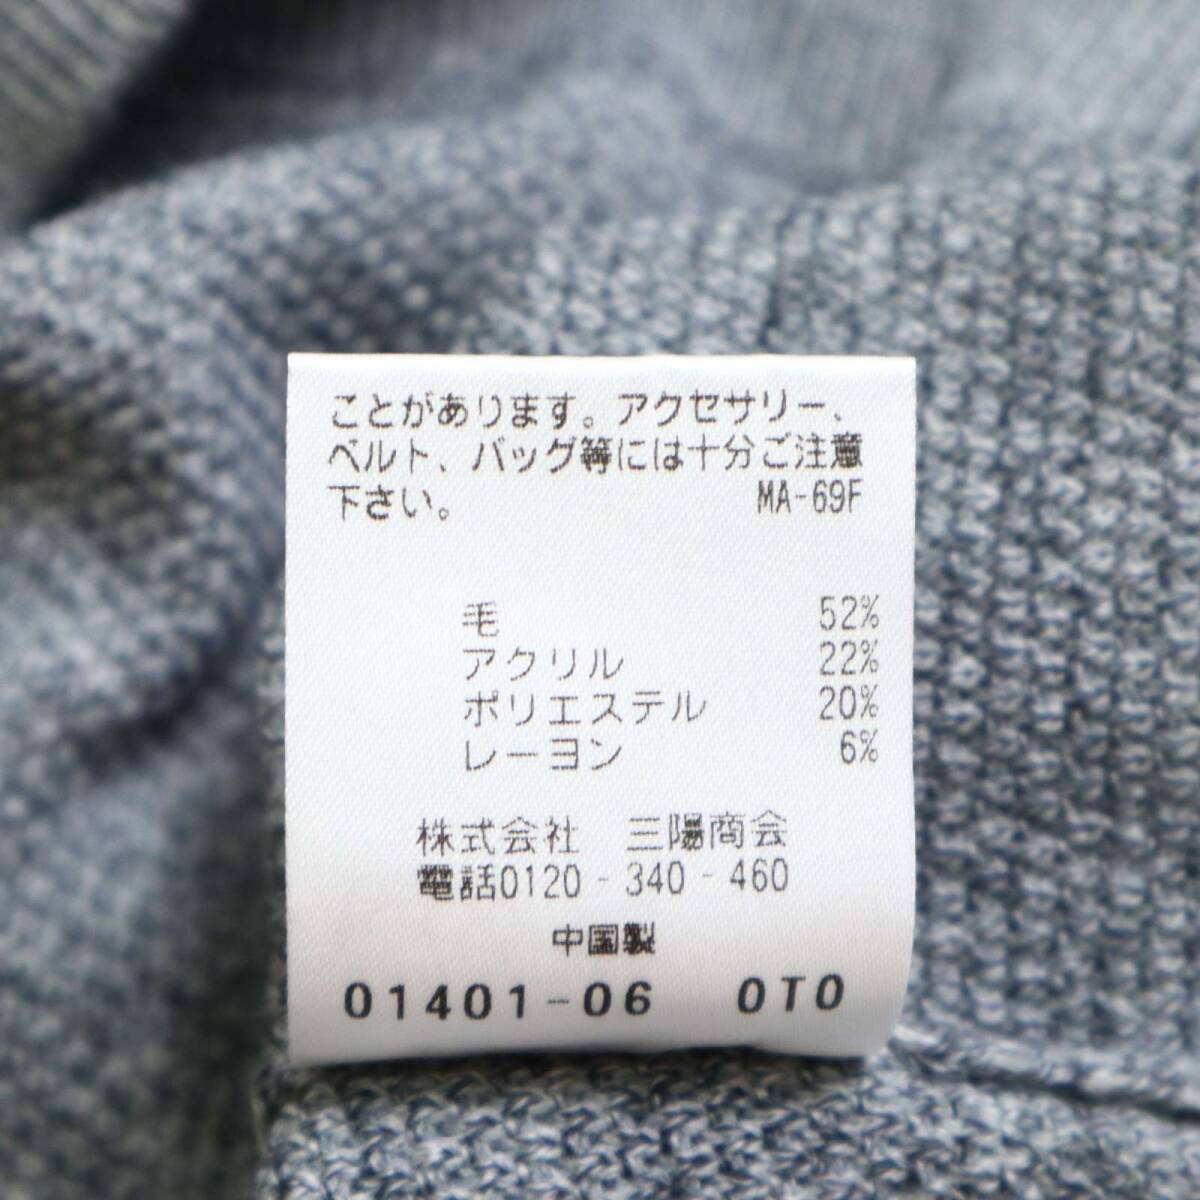 ことがあります。アクセサリー、
ベルト、バッグ等には十分ご注意
下さい。 MA-69F
毛 52%
アクリル 22%
ポリエステル 20%
レーヨン 6%
株式会社 三陽商会
電話0120-340-460
中国製
01401-06 0T0